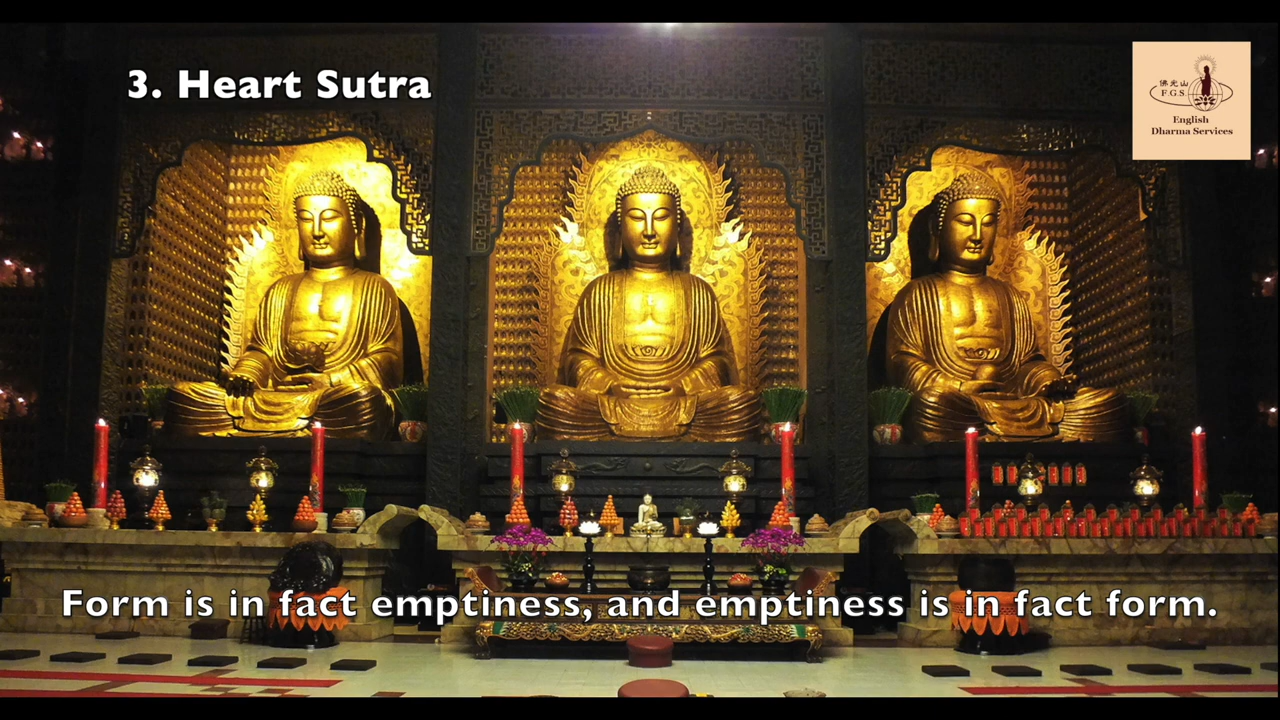 3. Heart Sutra
佛光山
F.G.S.
English
Dharma Services
Form is in fact emptiness, and emptiness is in fact form.